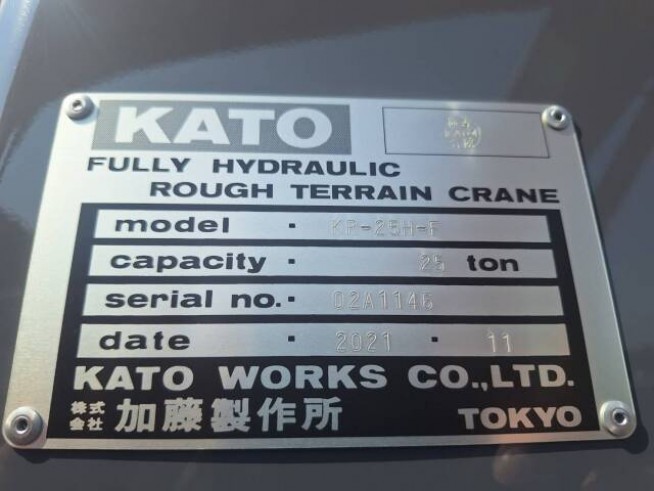 KATO
FULLY HYDRAULIC
ROUGH TERRAIN CRANE
model · KR-25H-F
capacity · 25 ton
serial no. · 02A1146
date · 2021 · 11
KATO WORKS CO.,LTD.
株式会社 加藤製作所 TOKYO